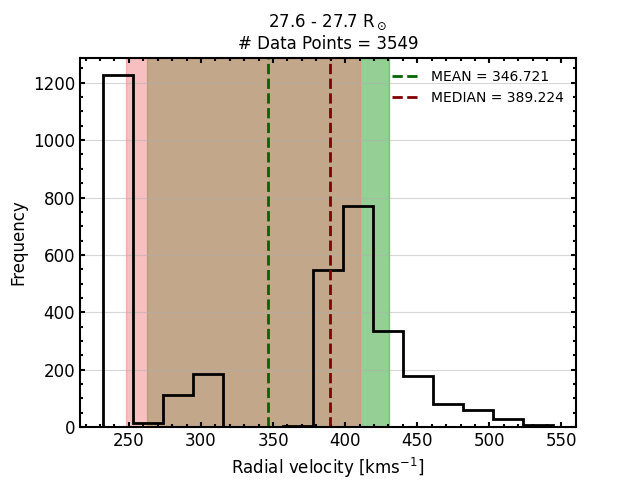 27.6 - 27.7 R⊙
# Data Points = 3549
MEAN = 346.721
MEDIAN = 389.224
Frequency
1200
1000
800
600
400
200
0
250 300 350 400 450 500 550
Radial velocity [kms⁻¹]